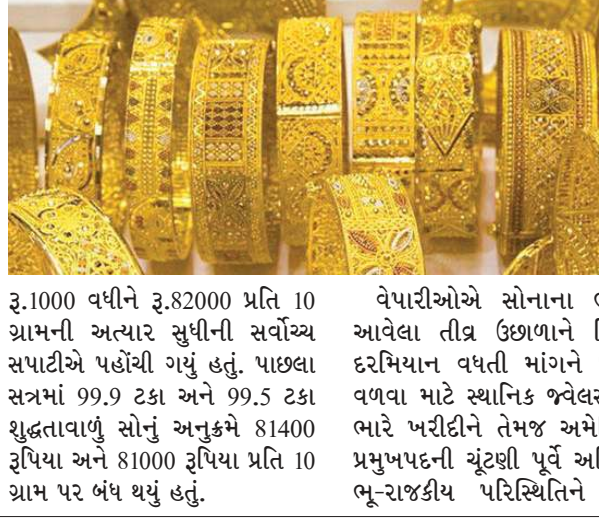 રૂ.1000 વધીને રૂ.82000 પ્રતિ 10
ગ્રામની અત્યાર સુધીની સર્વોચ્ચ
સપાટીએ પહોંચી ગયું હતું. પાછલા
સત્રમાં 99.9 ટકા અને 99.5 ટકા
શુદ્ધતાવાળું સોનું અનુક્રમે 81400
રૂપિયા અને 81000 રૂપિયા પ્રતિ 10
ગ્રામ પર બંધ થયું હતું.
વેપારીઓએ સોનાના
આવેલા તીવ્ર ઉછાળાને
દરમિયાન વધતી માંગને
વળવા માટે સ્થાનિક
ભારે ખરીદીને તેમજ
પ્રમુખપદની ચૂંટણી પૂર્વે
ભૂ-રાજકીય પરિસ્થિતિને